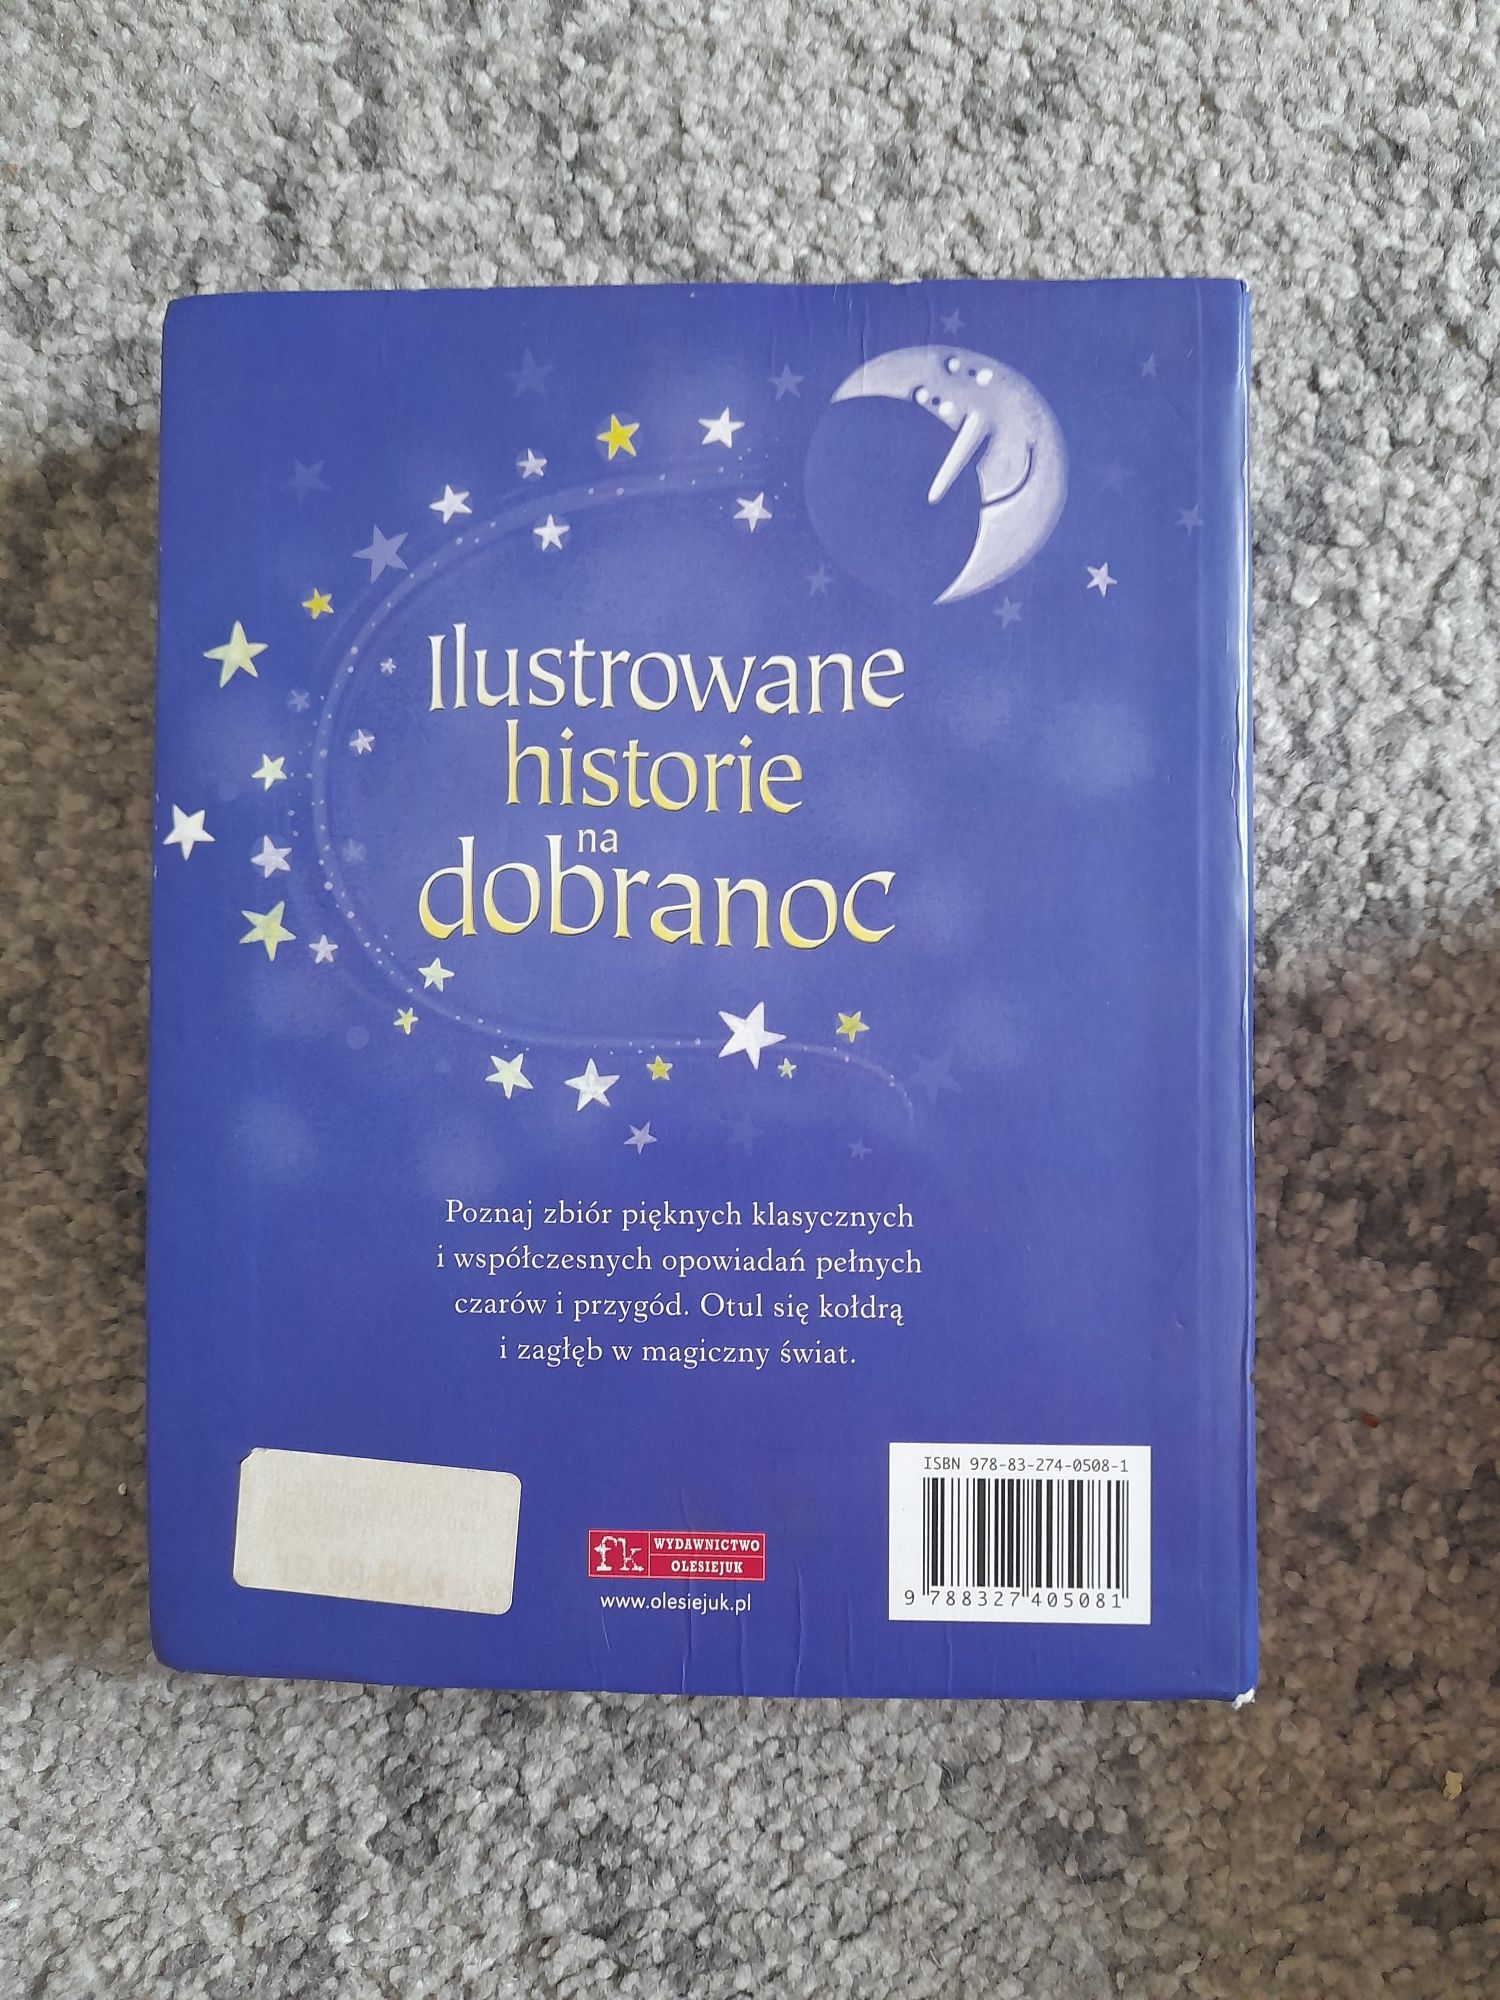 Ilustrowane
historie
na
dobranoc
Poznaj zbiór pięknych klasycznych
i współczesnych opowiadań pełnych
czarów i przygód. Otul się kołdrą
i zagłęb w magiczny świat.
fk WYDAWNICTWO
OLESIEJUK
www.olesiejuk.pl
ISBN 978-83-274-0508-1
9 788327 405081